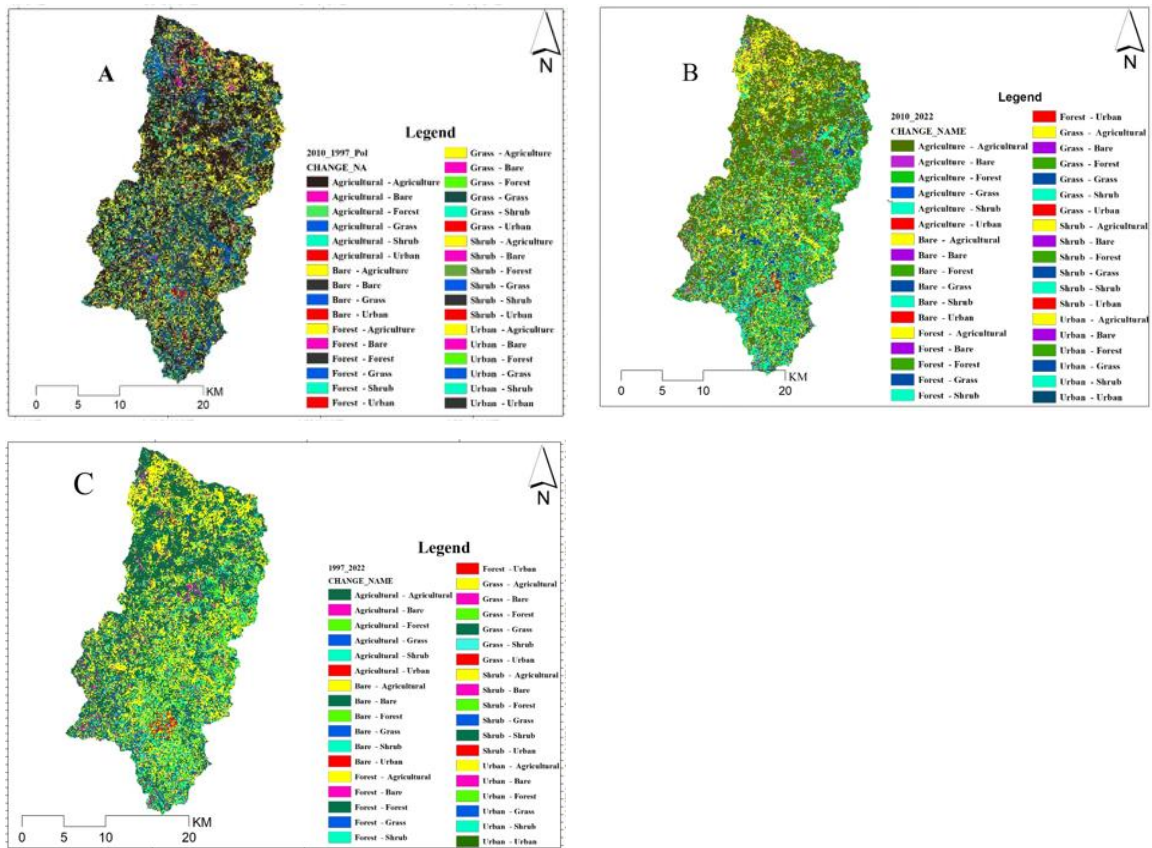 A
N
Legend
2010_1997_Pol
CHANGE_NA
Agricultural - Agriculture
Agricultural - Bare
Agricultural - Forest
Agricultural - Grass
Agricultural - Shrub
Agricultural - Urban
Bare - Agriculture
Bare - Bare
Bare - Grass
Bare - Urban
Forest - Agriculture
Forest - Bare
Forest - Forest
Forest - Grass
Forest - Shrub
Forest - Urban
Grass - Agriculture
Grass - Bare
Grass - Forest
Grass - Grass
Grass - Shrub
Grass - Urban
Shrub - Agriculture
Shrub - Bare
Shrub - Forest
Shrub - Grass
Shrub - Shrub
Shrub - Urban
Urban - Agriculture
Urban - Bare
Urban - Forest
Urban - Grass
Urban - Shrub
Urban - Urban
KM
0 5 10 20
B
N
Legend
2010_2022
CHANGE_NAME
Agriculture - Agricultural
Agriculture - Bare
Agriculture - Forest
Agriculture - Grass
Agriculture - Shrub
Agriculture - Urban
Bare - Agricultural
Bare - Bare
Bare - Forest
Bare - Grass
Bare - Shrub
Bare - Urban
Forest - Agricultural
Forest - Bare
Forest - Forest
Forest - Grass
Forest - Shrub
Forest - Urban
Grass - Agricultural
Grass - Bare
Grass - Forest
Grass - Grass
Grass - Shrub
Grass - Urban
Shrub - Agricultural
Shrub - Bare
Shrub - Forest
Shrub - Grass
Shrub - Shrub
Shrub - Urban
Urban - Agricultural
Urban - Bare
Urban - Forest
Urban - Grass
Urban - Shrub
Urban - Urban
KM
0 5 10 20
C
N
Legend
1997_2022
CHANGE_NAME
Agricultural - Agricultural
Agricultural - Bare
Agricultural - Forest
Agricultural - Grass
Agricultural - Shrub
Agricultural - Urban
Bare - Agricultural
Bare - Bare
Bare - Forest
Bare - Grass
Bare - Shrub
Bare - Urban
Forest - Agricultural
Forest - Bare
Forest - Forest
Forest - Grass
Forest - Shrub
Forest - Urban
Grass - Agricultural
Grass - Bare
Grass - Forest
Grass - Grass
Grass - Shrub
Grass - Urban
Shrub - Agricultural
Shrub - Bare
Shrub - Forest
Shrub - Grass
Shrub - Shrub
Shrub - Urban
Urban - Agricultural
Urban - Bare
Urban - Forest
Urban - Grass
Urban - Shrub
Urban - Urban
KM
0 5 10 20